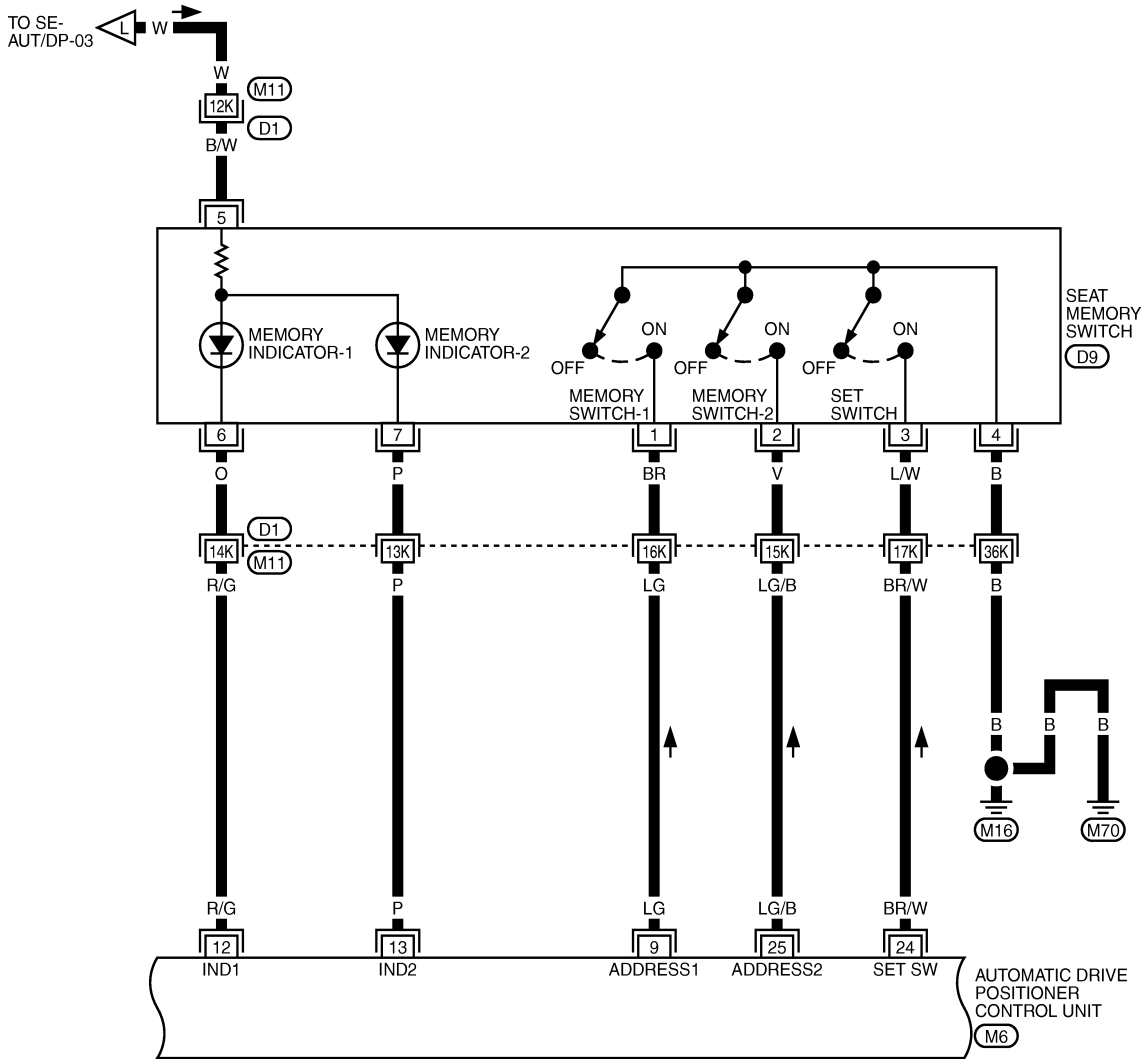 TO SE-
AUT/DP-03
L
W
W
M11
12K
D1
B/W
5
MEMORY
INDICATOR-1
MEMORY
INDICATOR-2
ON
ON
ON
OFF
OFF
OFF
MEMORY
SWITCH-1
MEMORY
SWITCH-2
SET
SWITCH
SEAT
MEMORY
SWITCH
D9
6 7 1 2 3 4
O P BR V L/W B
D1
14K 13K 16K 15K 17K 36K
M11
R/G P LG LG/B BR/W B
B B B
M16 M70
R/G P LG LG/B BR/W
12 13 9 25 24
IND1 IND2 ADDRESS1 ADDRESS2 SET SW
AUTOMATIC DRIVE
POSITIONER
CONTROL UNIT
M6